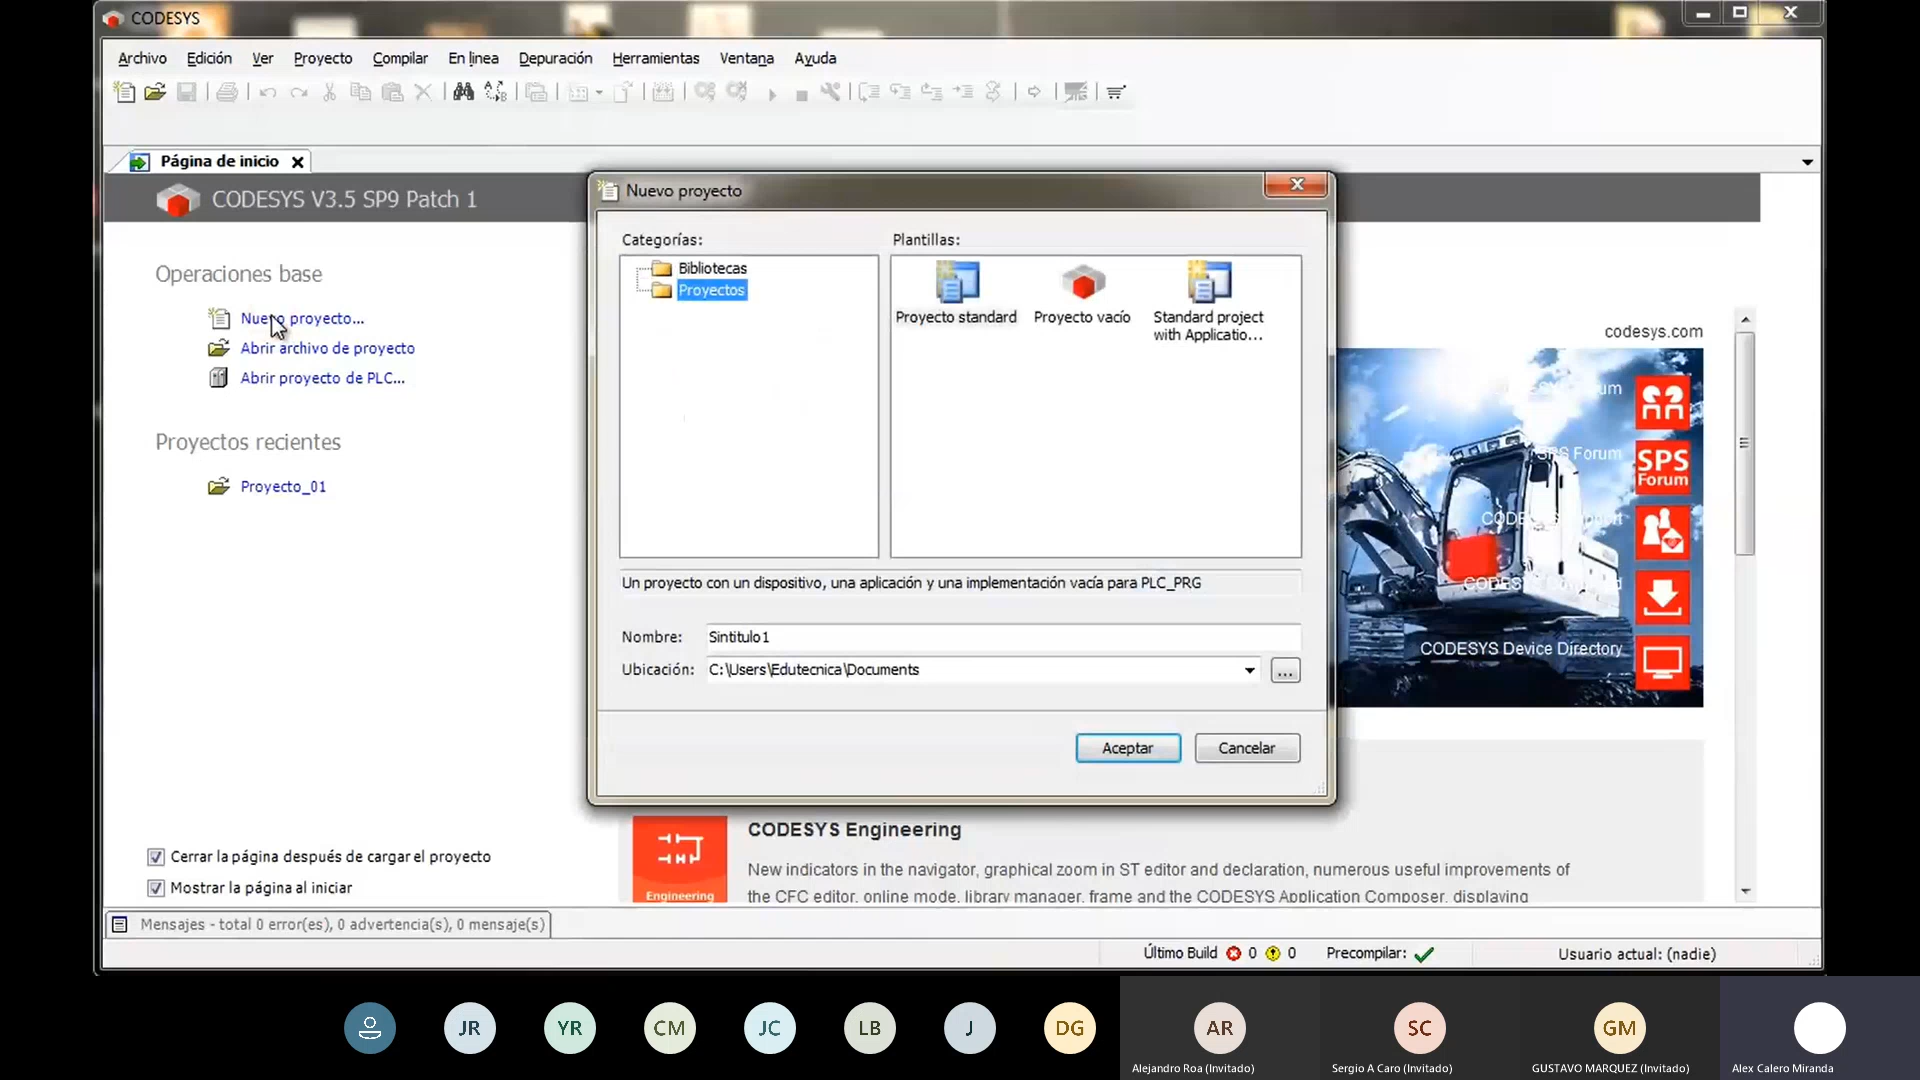 CODESYS
Archivo Edición Ver Proyecto Compilar En línea Depuración Herramientas Ventana Ayuda
Página de inicio
CODESYS V3.5 SP9 Patch 1
Operaciones base
Nuevo proyecto...
Abrir archivo de proyecto
Abrir proyecto de PLC...
Proyectos recientes
Proyecto_01
Nuevo proyecto
Categorías:
Bibliotecas
Proyectos
Plantillas:
Proyecto standard
Proyecto vacío
Standard project
with Applicatio...
Un proyecto con un dispositivo, una aplicación y una implementación vacía para PLC_PRG
Nombre: Sintitulo1
Ubicación: C:\Users\Edutecnica\Documents
...
Aceptar Cancelar
codesys.com
SPS Forum
SPS
Forum
CODESYS Device Directory
CODESYS Engineering
New indicators in the navigator, graphical zoom in ST editor and declaration, numerous useful improvements of
the CFC editor, online mode, library manager, frame and the CODESYS Application Composer, displaying
Engineering
Cerrar la página después de cargar el proyecto
Mostrar la página al iniciar
Mensajes - total 0 error(es), 0 advertencia(s), 0 mensaje(s)
Último Build 0 0 Precompilar: Usuario actual: (nadie)
JR YR CM JC LB J DG AR SC GM
Alejandro Roa (Invitado) Sergio A Caro (Invitado) GUSTAVO MARQUEZ (Invitado) Alex Calero Miranda